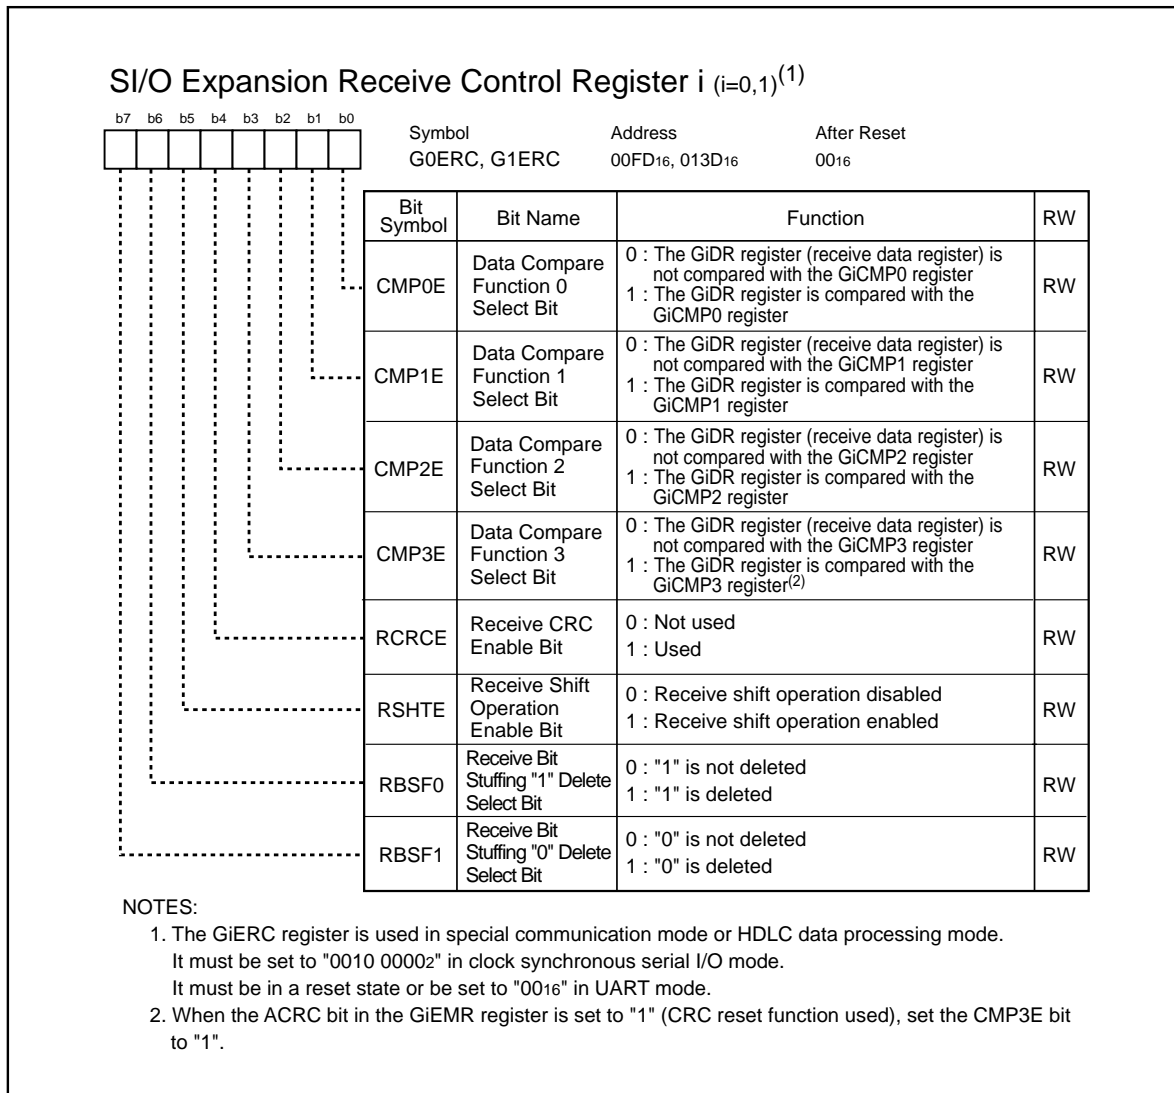 SI/O Expansion Receive Control Register i (i=0,1)(1)
b7 b6 b5 b4 b3 b2 b1 b0
Symbol Address After Reset
G0ERC, G1ERC 00FD16, 013D16 0016
Bit Symbol Bit Name Function RW
CMP0E
Data Compare
Function 0
Select Bit
0 : The GiDR register (receive data register) is
not compared with the GiCMP0 register
1 : The GiDR register is compared with the
GiCMP0 register
RW
CMP1E
Data Compare
Function 1
Select Bit
0 : The GiDR register (receive data register) is
not compared with the GiCMP1 register
1 : The GiDR register is compared with the
GiCMP1 register
RW
CMP2E
Data Compare
Function 2
Select Bit
0 : The GiDR register (receive data register) is
not compared with the GiCMP2 register
1 : The GiDR register is compared with the
GiCMP2 register
RW
CMP3E
Data Compare
Function 3
Select Bit
0 : The GiDR register (receive data register) is
not compared with the GiCMP3 register
1 : The GiDR register is compared with the
GiCMP3 register(2)
RW
RCRCE
Receive CRC
Enable Bit
0 : Not used
1 : Used
RW
RSHTE
Receive Shift
Operation
Enable Bit
0 : Receive shift operation disabled
1 : Receive shift operation enabled
RW
RBSF0
Receive Bit
Stuffing "1" Delete
Select Bit
0 : "1" is not deleted
1 : "1" is deleted
RW
RBSF1
Receive Bit
Stuffing "0" Delete
Select Bit
0 : "0" is not deleted
1 : "0" is deleted
RW
NOTES:
1. The GiERC register is used in special communication mode or HDLC data processing mode.
It must be set to "0010 00002" in clock synchronous serial I/O mode.
It must be in a reset state or be set to "0016" in UART mode.
2. When the ACRC bit in the GiEMR register is set to "1" (CRC reset function used), set the CMP3E bit
to "1".